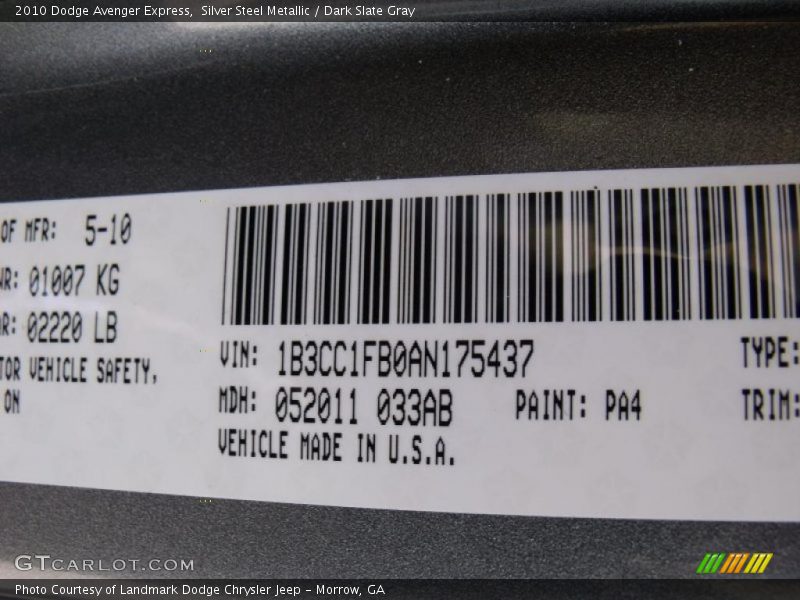 2010 Dodge Avenger Express, Silver Steel Metallic / Dark Slate Gray
OF MFR: 5-10
WR: 01007 KG
AR: 02220 LB
TOR VEHICLE SAFETY,
ON
VIN: 1B3CC1FB0AN175437
TYPE:
MDH: 052011 033AB PAINT: PA4 TRIM:
VEHICLE MADE IN U.S.A.
GTCARLOT.COM
Photo Courtesy of Landmark Dodge Chrysler Jeep – Morrow, GA